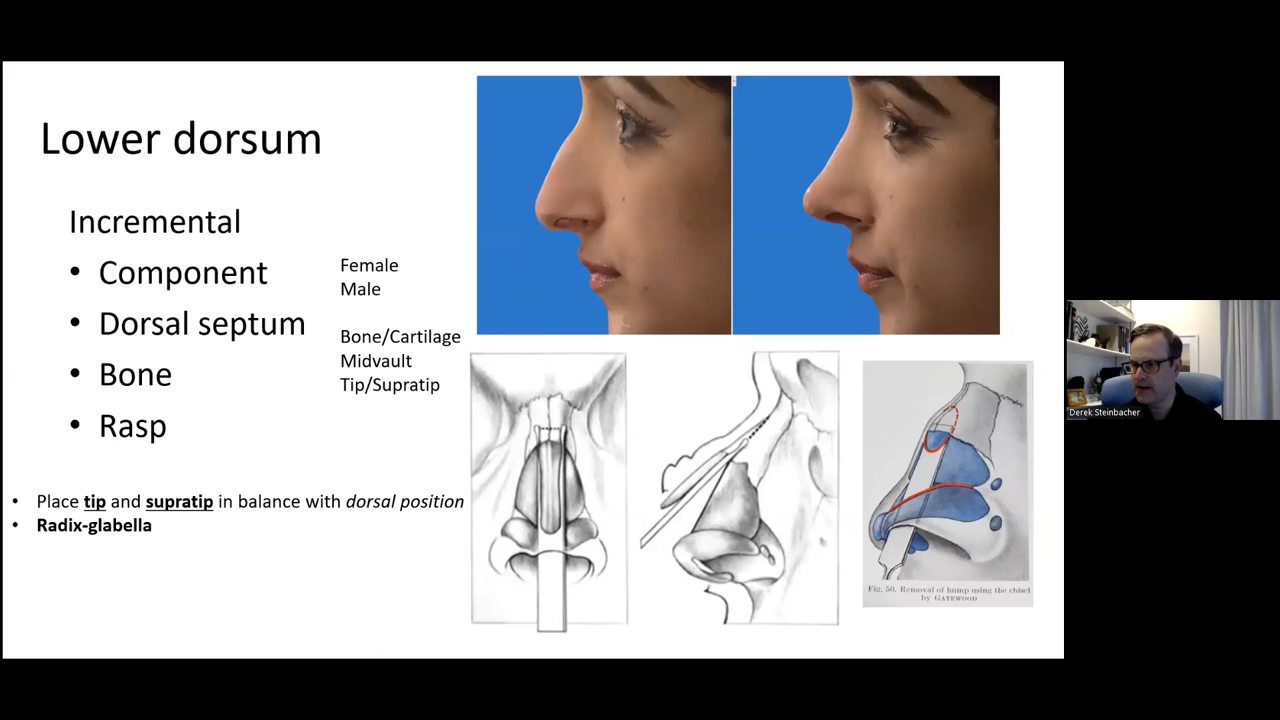 Lower dorsum
Incremental
• Component
• Dorsal septum
• Bone
• Rasp
Female
Male
Bone/Cartilage
Midvault
Tip/Supratip
• Place tip and supratip in balance with dorsal position
• Radix-glabella
Fig. 50. Removal of hump using the chisel
by GATEWOOD
Derek Steinbacher